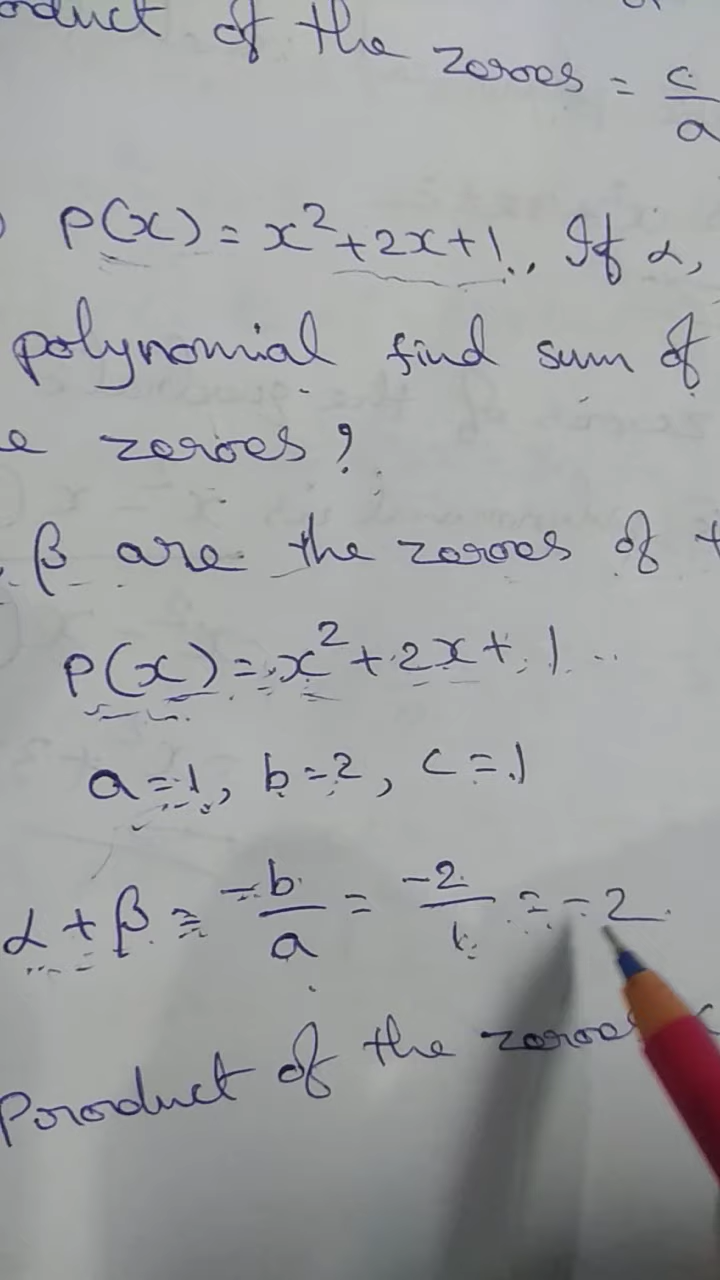 oduct of the zeroes = c/a
P(x) = x²+2x+1. If α,
polynomial find sum of
e zeroes?
β are the zeroes of t
P(x) = x²+2x+1
a=1, b=2, c=1
α+β = -b/a = -2/1 = -2
Product of the zeroes